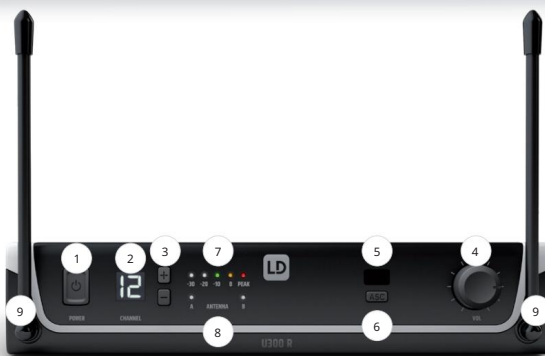 1
2
3
7
5
4
+
-30 -20 -10 0 PEAK
LD
12
−
ASC
A ANTENNA B
9
9
POWER
CHANNEL
8
6
VOL
U300 R